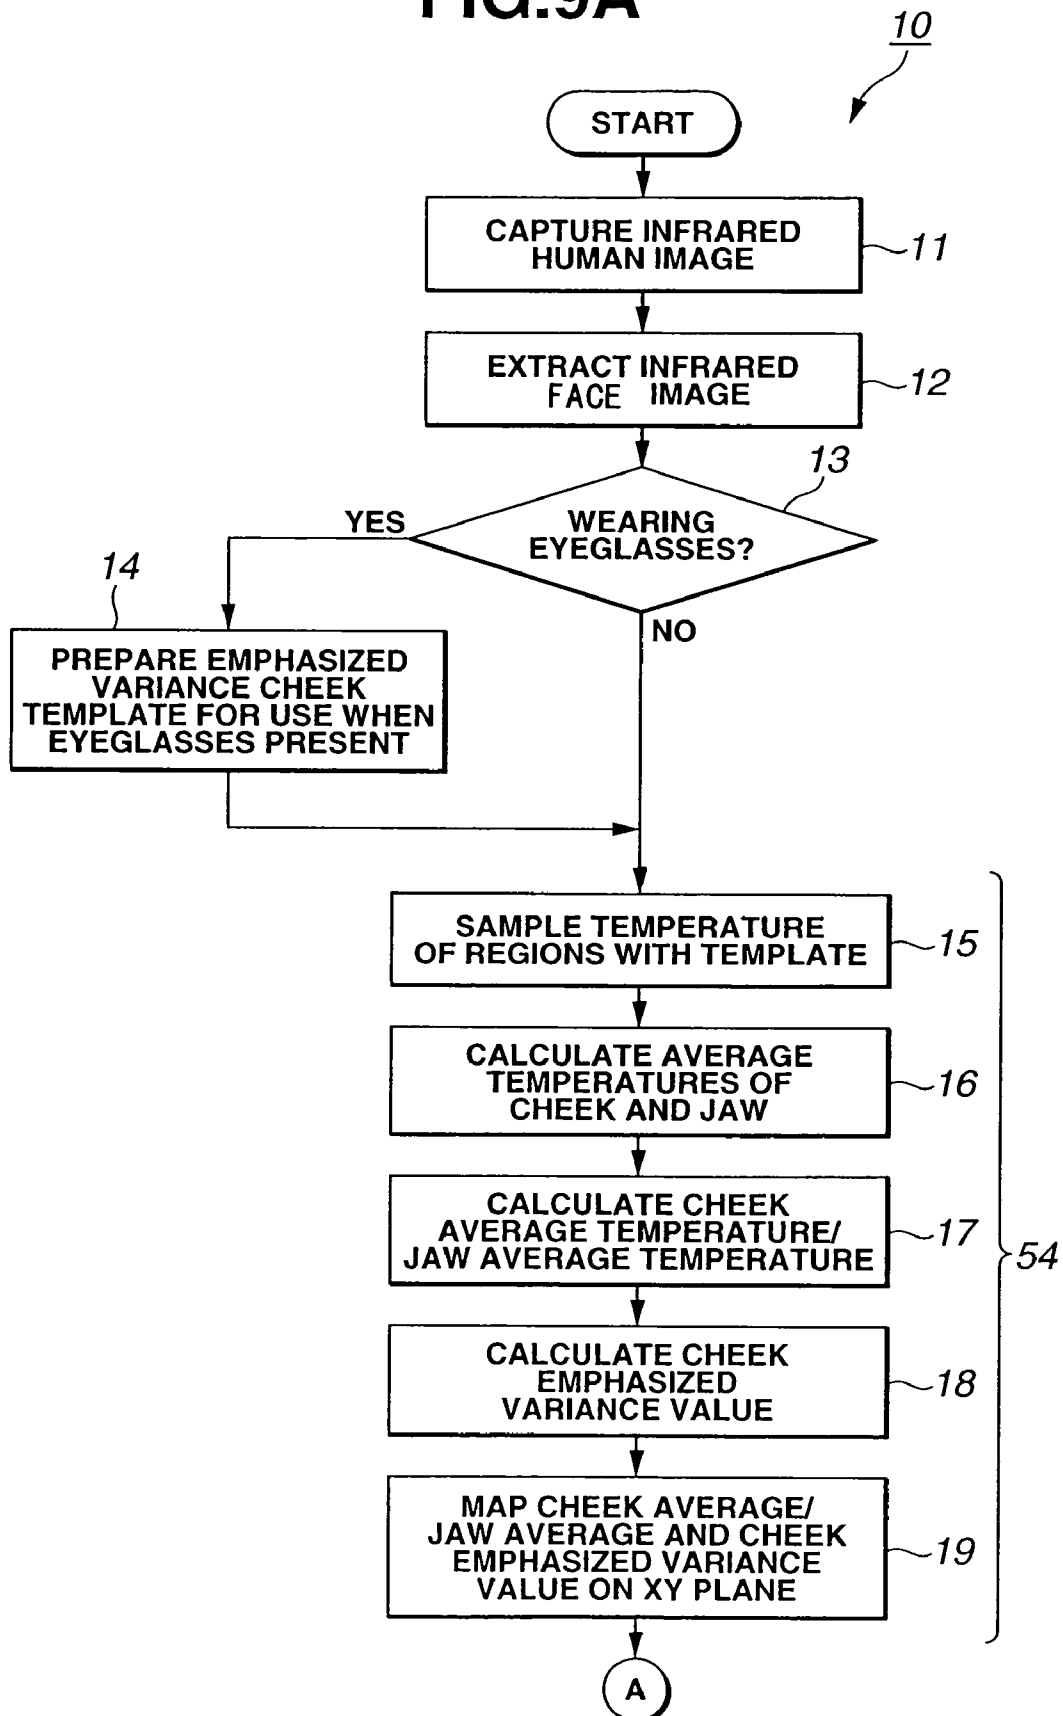 FIG.9A
10
START
CAPTURE INFRARED
HUMAN IMAGE
11
EXTRACT INFRARED
FACE IMAGE
12
13
WEARING
EYEGLASSES?
YES
NO
14
PREPARE EMPHASIZED
VARIANCE CHEEK
TEMPLATE FOR USE WHEN
EYEGLASSES PRESENT
SAMPLE TEMPERATURE
OF REGIONS WITH TEMPLATE
15
CALCULATE AVERAGE
TEMPERATURES OF
CHEEK AND JAW
16
CALCULATE CHEEK
AVERAGE TEMPERATURE/
JAW AVERAGE TEMPERATURE
17
54
CALCULATE CHEEK
EMPHASIZED
VARIANCE VALUE
18
MAP CHEEK AVERAGE/
JAW AVERAGE AND CHEEK
EMPHASIZED VARIANCE
VALUE ON XY PLANE
19
A